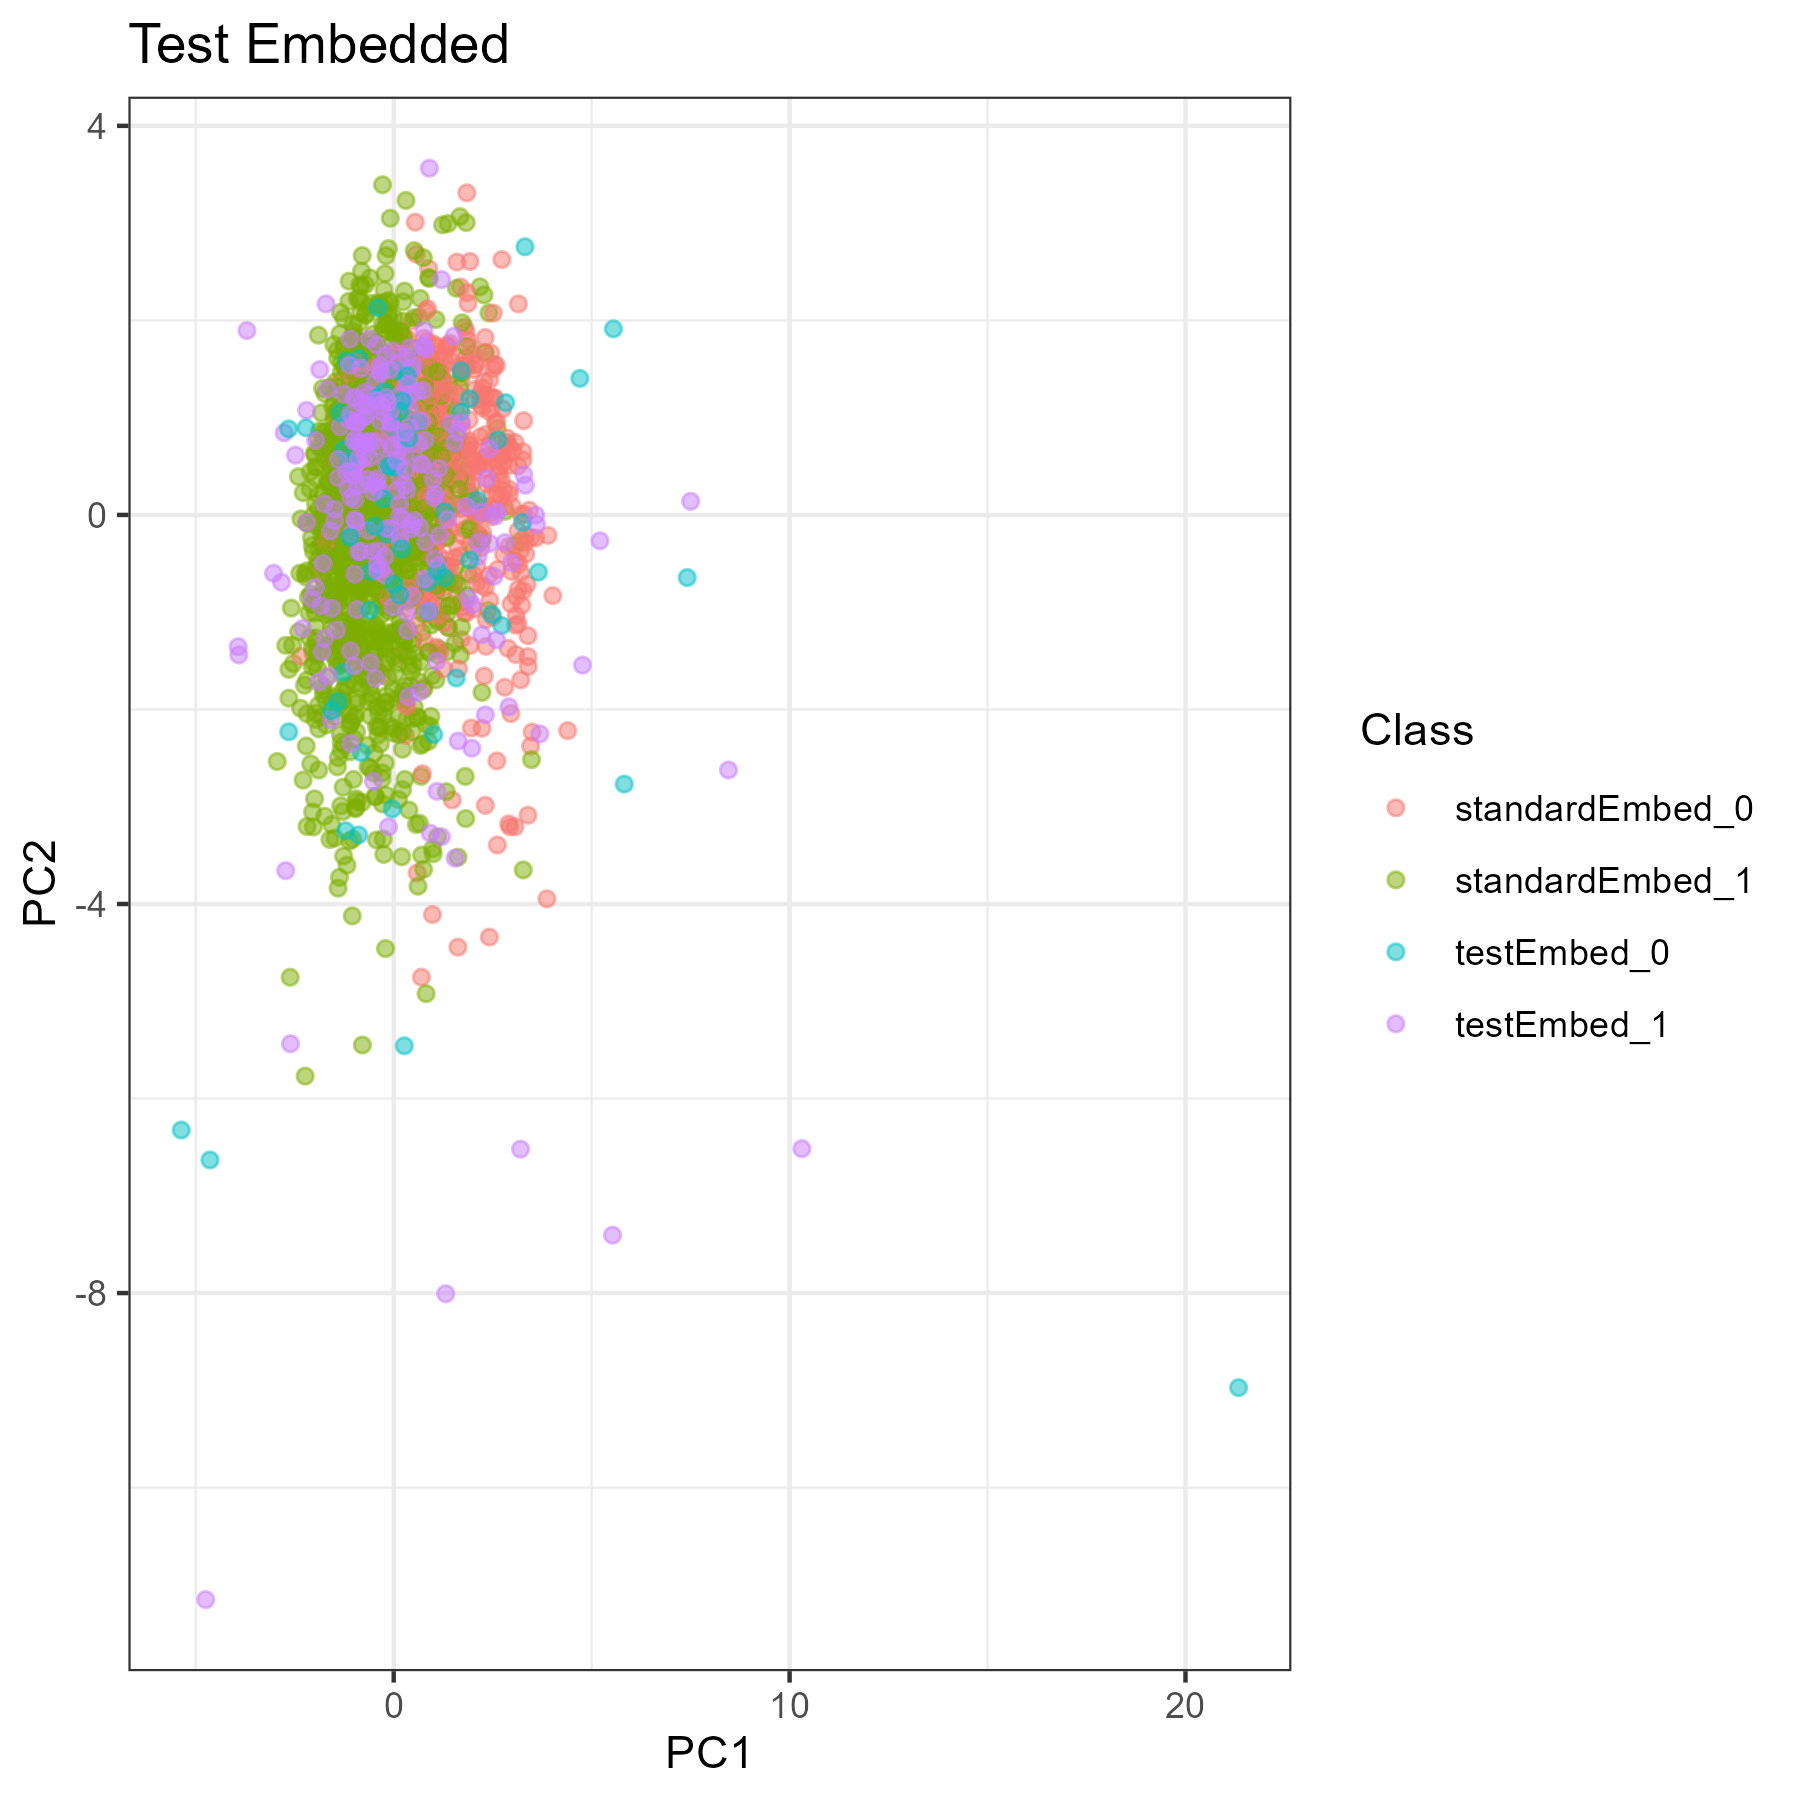 Test Embedded
4
0
-4
-8
PC2
0
10
20
PC1
Class
standardEmbed_0
standardEmbed_1
testEmbed_0
testEmbed_1